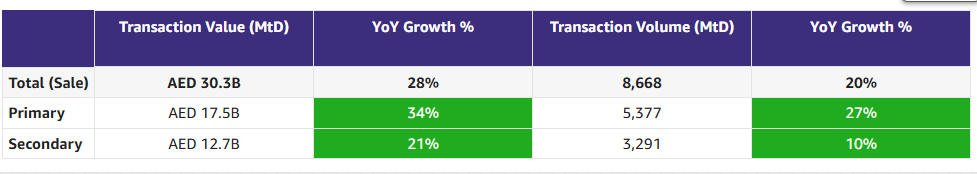 Transaction Value (MtD) YoY Growth % Transaction Volume (MtD) YoY Growth %
Total (Sale) AED 30.3B 28% 8,668 20%
Primary AED 17.5B 34% 5,377 27%
Secondary AED 12.7B 21% 3,291 10%